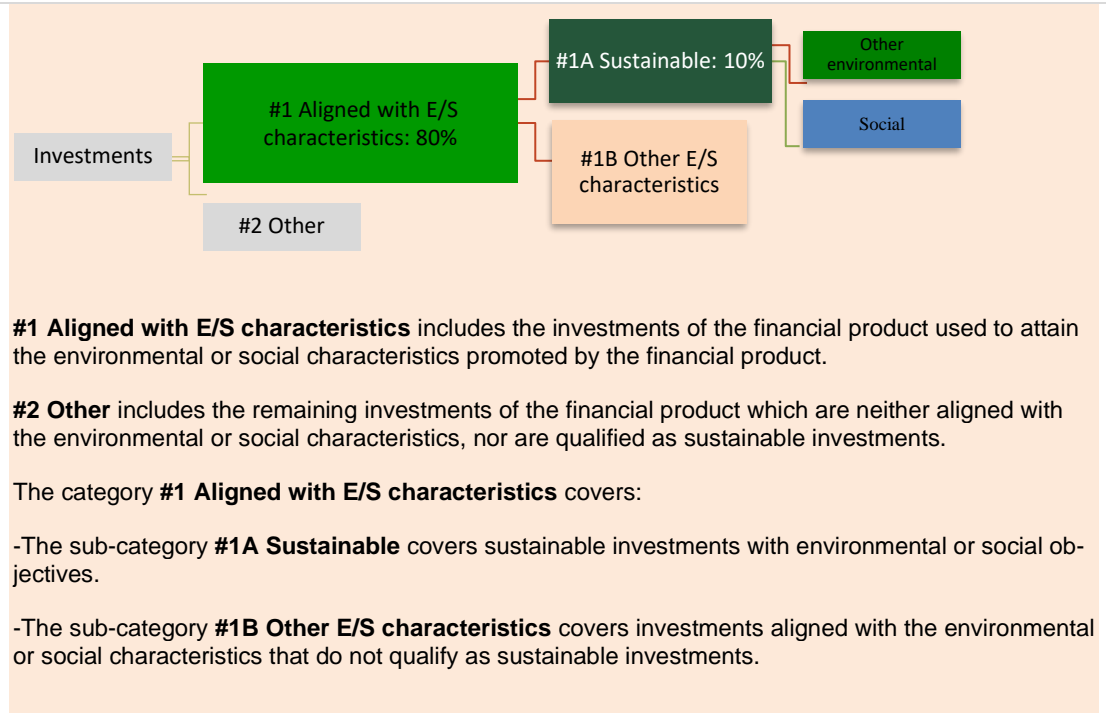 Investments
#1 Aligned with E/S
characteristics: 80%
#2 Other
#1A Sustainable: 10%
#1B Other E/S
characteristics
Other
environmental
Social
#1 Aligned with E/S characteristics includes the investments of the financial product used to attain
the environmental or social characteristics promoted by the financial product.
#2 Other includes the remaining investments of the financial product which are neither aligned with
the environmental or social characteristics, nor are qualified as sustainable investments.
The category #1 Aligned with E/S characteristics covers:
-The sub-category #1A Sustainable covers sustainable investments with environmental or social ob-
jectives.
-The sub-category #1B Other E/S characteristics covers investments aligned with the environmental
or social characteristics that do not qualify as sustainable investments.